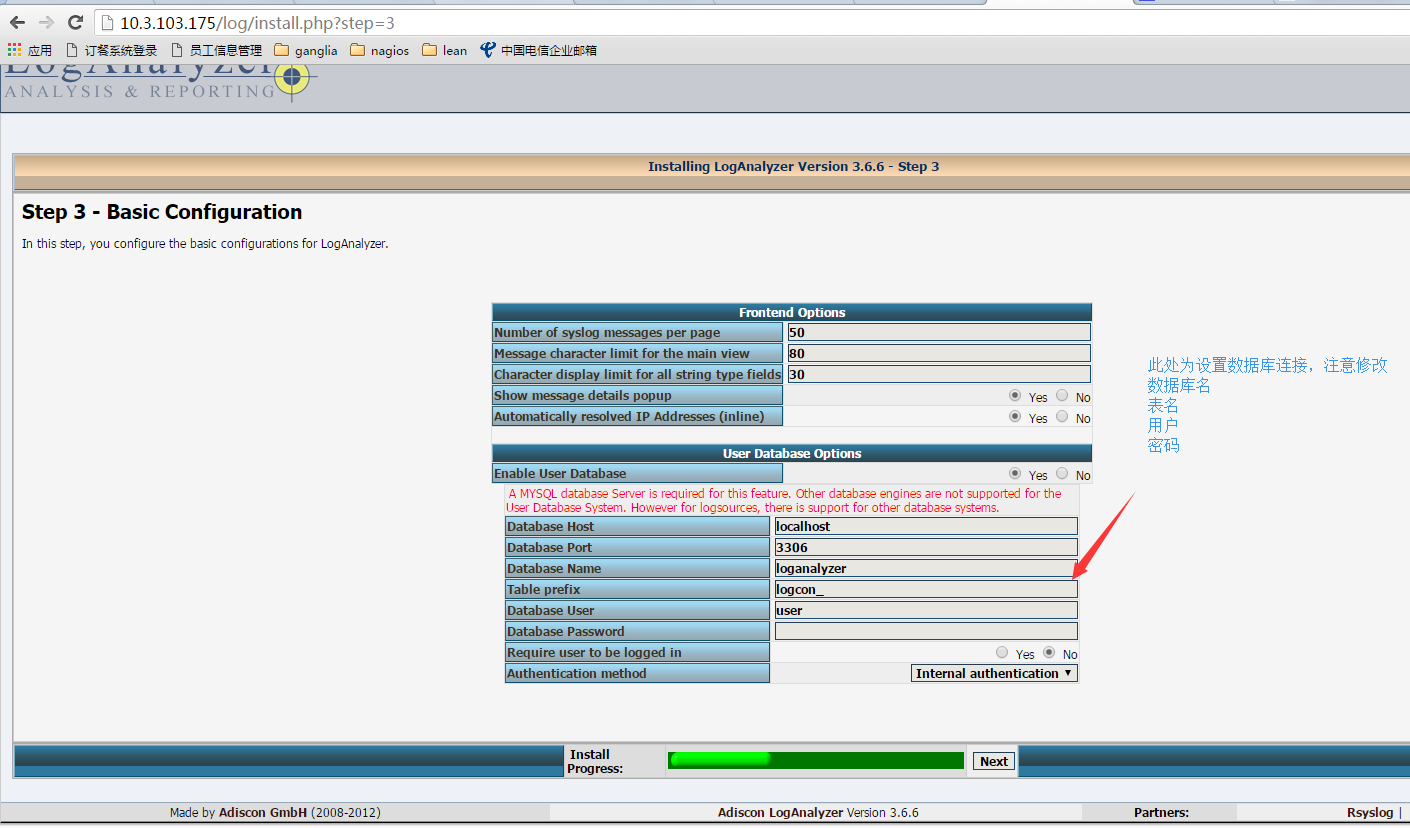 10.3.103.175/log/install.php?step=3
应用 订餐系统登录 员工信息管理 ganglia nagios lean 中国电信企业邮箱
LogAnalyzer
ANALYSIS & REPORTING
Installing LogAnalyzer Version 3.6.6 - Step 3
Step 3 - Basic Configuration
In this step, you configure the basic configurations for LogAnalyzer.
Frontend Options
Number of syslog messages per page 50
Message character limit for the main view 80
Character display limit for all string type fields 30
Show message details popup Yes No
Automatically resolved IP Addresses (inline) Yes No
User Database Options
Enable User Database Yes No
A MYSQL database Server is required for this feature. Other database engines are not supported for the
User Database System. However for logsources, there is support for other database systems.
Database Host localhost
Database Port 3306
Database Name loganalyzer
Table prefix logcon_
Database User user
Database Password
Require user to be logged in Yes No
Authentication method Internal authentication
此处为设置数据库连接，注意修改
数据库名
表名
用户
密码
Install
Progress:
Next
Made by Adiscon GmbH (2008-2012) Adiscon LogAnalyzer Version 3.6.6 Partners: Rsyslog |